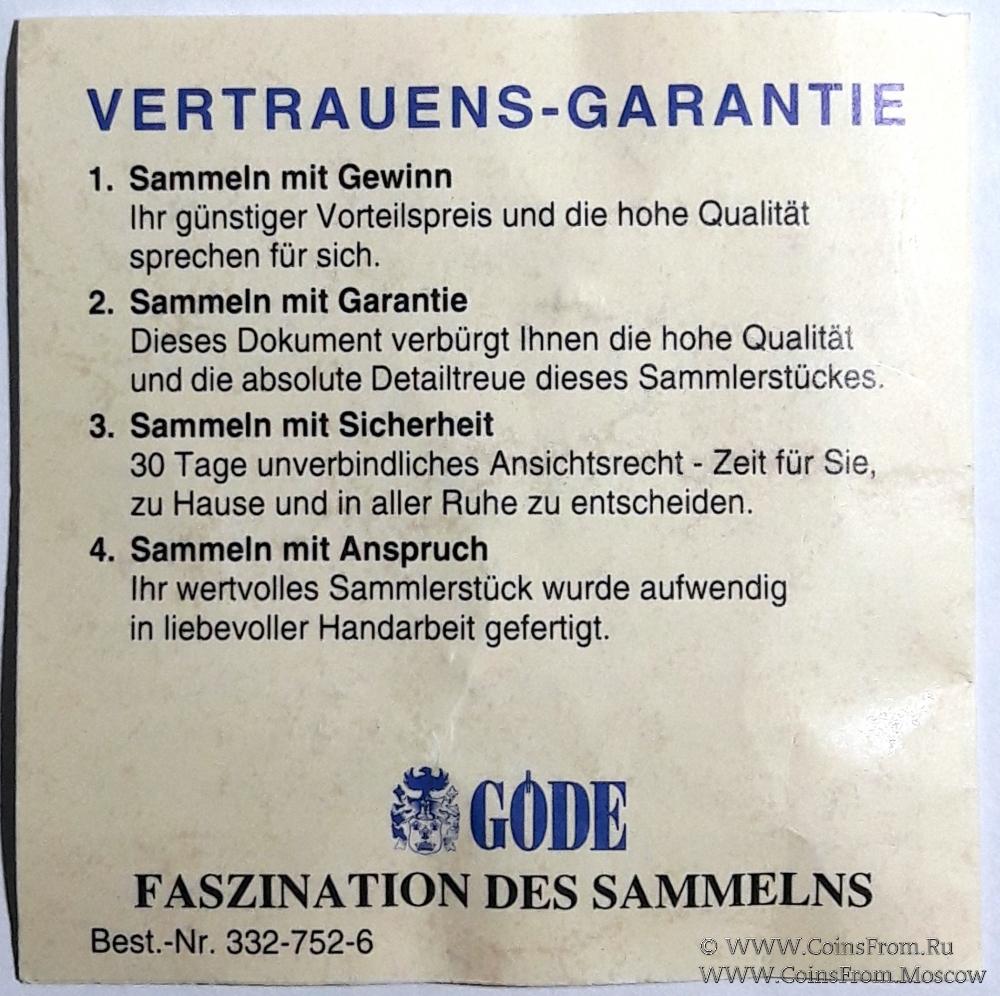 VERTRAUENS-GARANTIE
1. Sammeln mit Gewinn
Ihr günstiger Vorteilspreis und die hohe Qualität
sprechen für sich.
2. Sammeln mit Garantie
Dieses Dokument verbürgt Ihnen die hohe Qualität
und die absolute Detailtreue dieses Sammlerstückes.
3. Sammeln mit Sicherheit
30 Tage unverbindliches Ansichtsrecht - Zeit für Sie,
zu Hause und in aller Ruhe zu entscheiden.
4. Sammeln mit Anspruch
Ihr wertvolles Sammlerstück wurde aufwendig
in liebevoller Handarbeit gefertigt.
GÖDE
FASZINATION DES SAMMELNS
Best.-Nr. 332-752-6
© WWW.CoinsFrom.Ru
WWW.CoinsFrom.Moscow